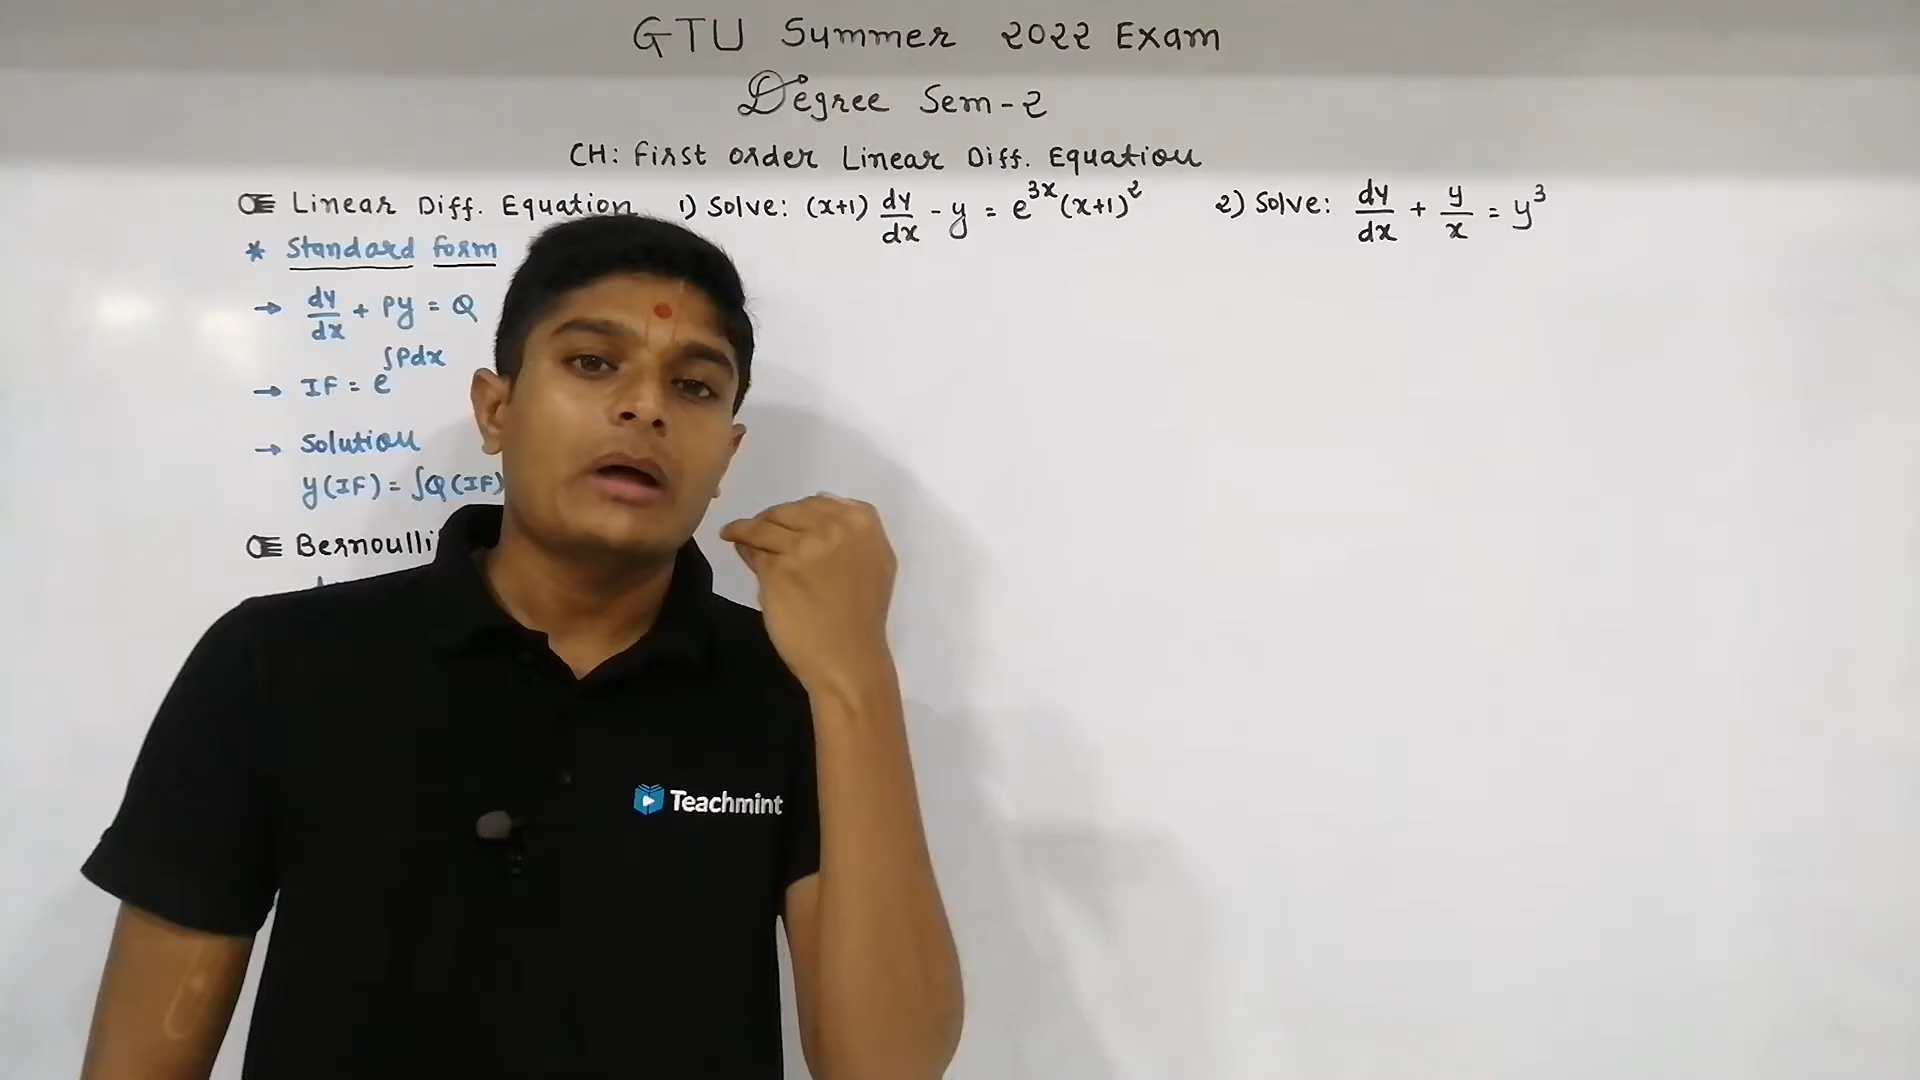 GTU Summer 2022 Exam
Degree Sem-2
CH: First order Linear Diff. Equation
Linear Diff. Equation
* Standard form
→ dy/dx + Py = Q
→ IF = e^∫Pdx
→ Solution
y(IF) = ∫Q(IF)
Bernoulli
1) Solve: (x+1) dy/dx - y = e^3x (x+1)^2
2) Solve: dy/dx + y/x = y^3
Teachmint